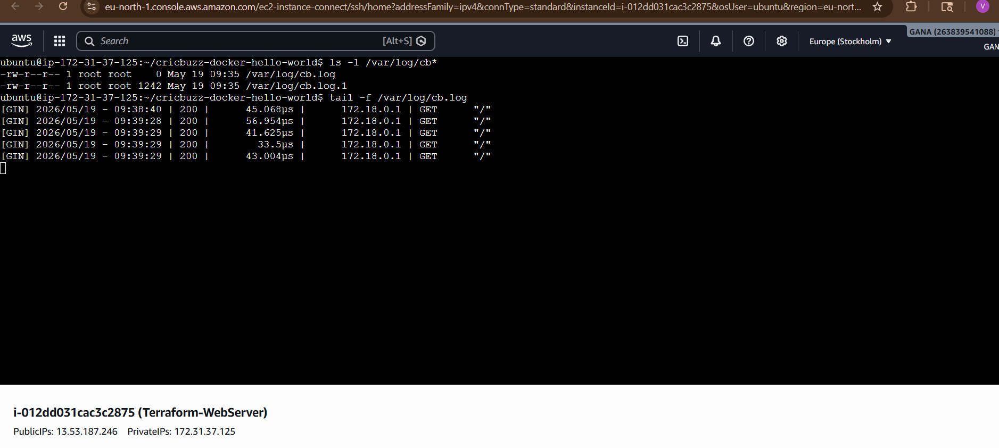 eu-north-1.console.aws.amazon.com/ec2-instance-connect/ssh/home?addressFamily=ipv4&connType=standard&instanceId=i-012dd031cac3c2875&osUser=ubuntu&region=eu-nort...
V
aws
Search
[Alt+S]
Europe (Stockholm)
GANA (263839541088)
GAN
ubuntu@ip-172-31-37-125:~/cricbuzz-docker-hello-world$ ls -l /var/log/cb*
-rw-r--r-- 1 root root    0 May 19 09:35 /var/log/cb.log
-rw-r--r-- 1 root root 1242 May 19 09:35 /var/log/cb.log.1
ubuntu@ip-172-31-37-125:~/cricbuzz-docker-hello-world$ tail -f /var/log/cb.log
[GIN] 2026/05/19 - 09:38:40 | 200 |      45.068µs |      172.18.0.1 | GET      "/"
[GIN] 2026/05/19 - 09:39:28 | 200 |      56.954µs |      172.18.0.1 | GET      "/"
[GIN] 2026/05/19 - 09:39:29 | 200 |      41.625µs |      172.18.0.1 | GET      "/"
[GIN] 2026/05/19 - 09:39:29 | 200 |        33.5µs |      172.18.0.1 | GET      "/"
[GIN] 2026/05/19 - 09:39:29 | 200 |      43.004µs |      172.18.0.1 | GET      "/"
i-012dd031cac3c2875 (Terraform-WebServer)
PublicIPs: 13.53.187.246    PrivateIPs: 172.31.37.125